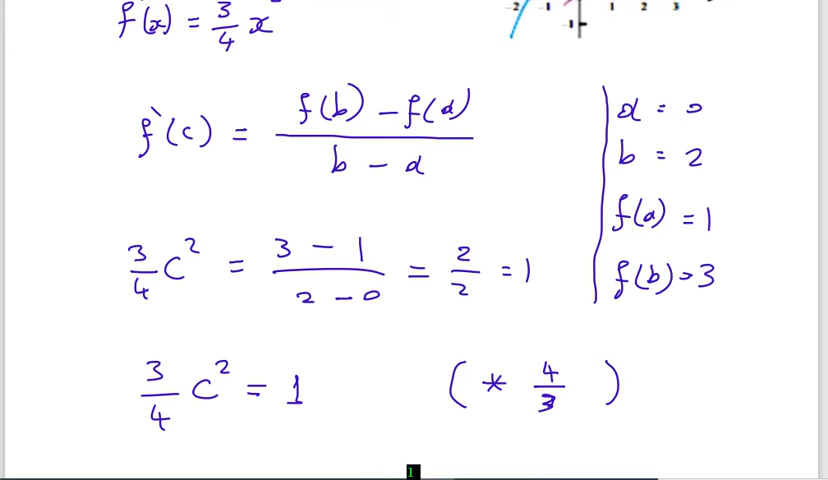 f'(x) = 3/4 x
-2 -1 1 2 3
-1
f'(c) = f(b) - f(a) / b - a
a = 0
b = 2
f(a) = 1
f(b) = 3
3/4 c² = 3 - 1 / 2 - 0 = 2/2 = 1
3/4 c² = 1 ( * 4/3 )
1